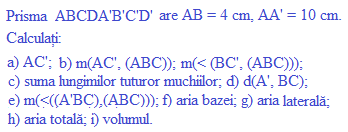 Prisma ABCDA'B'C'D' are AB = 4 cm, AA' = 10 cm.
Calculați:
a) AC'; b) m(AC', (ABC)); m(< (BC', (ABC)));
c) suma lungimilor tuturor muchiilor; d) d(A', BC);
e) m(<((A'BC),(ABC))); f) aria bazei; g) aria laterală;
h) aria totală; i) volumul.